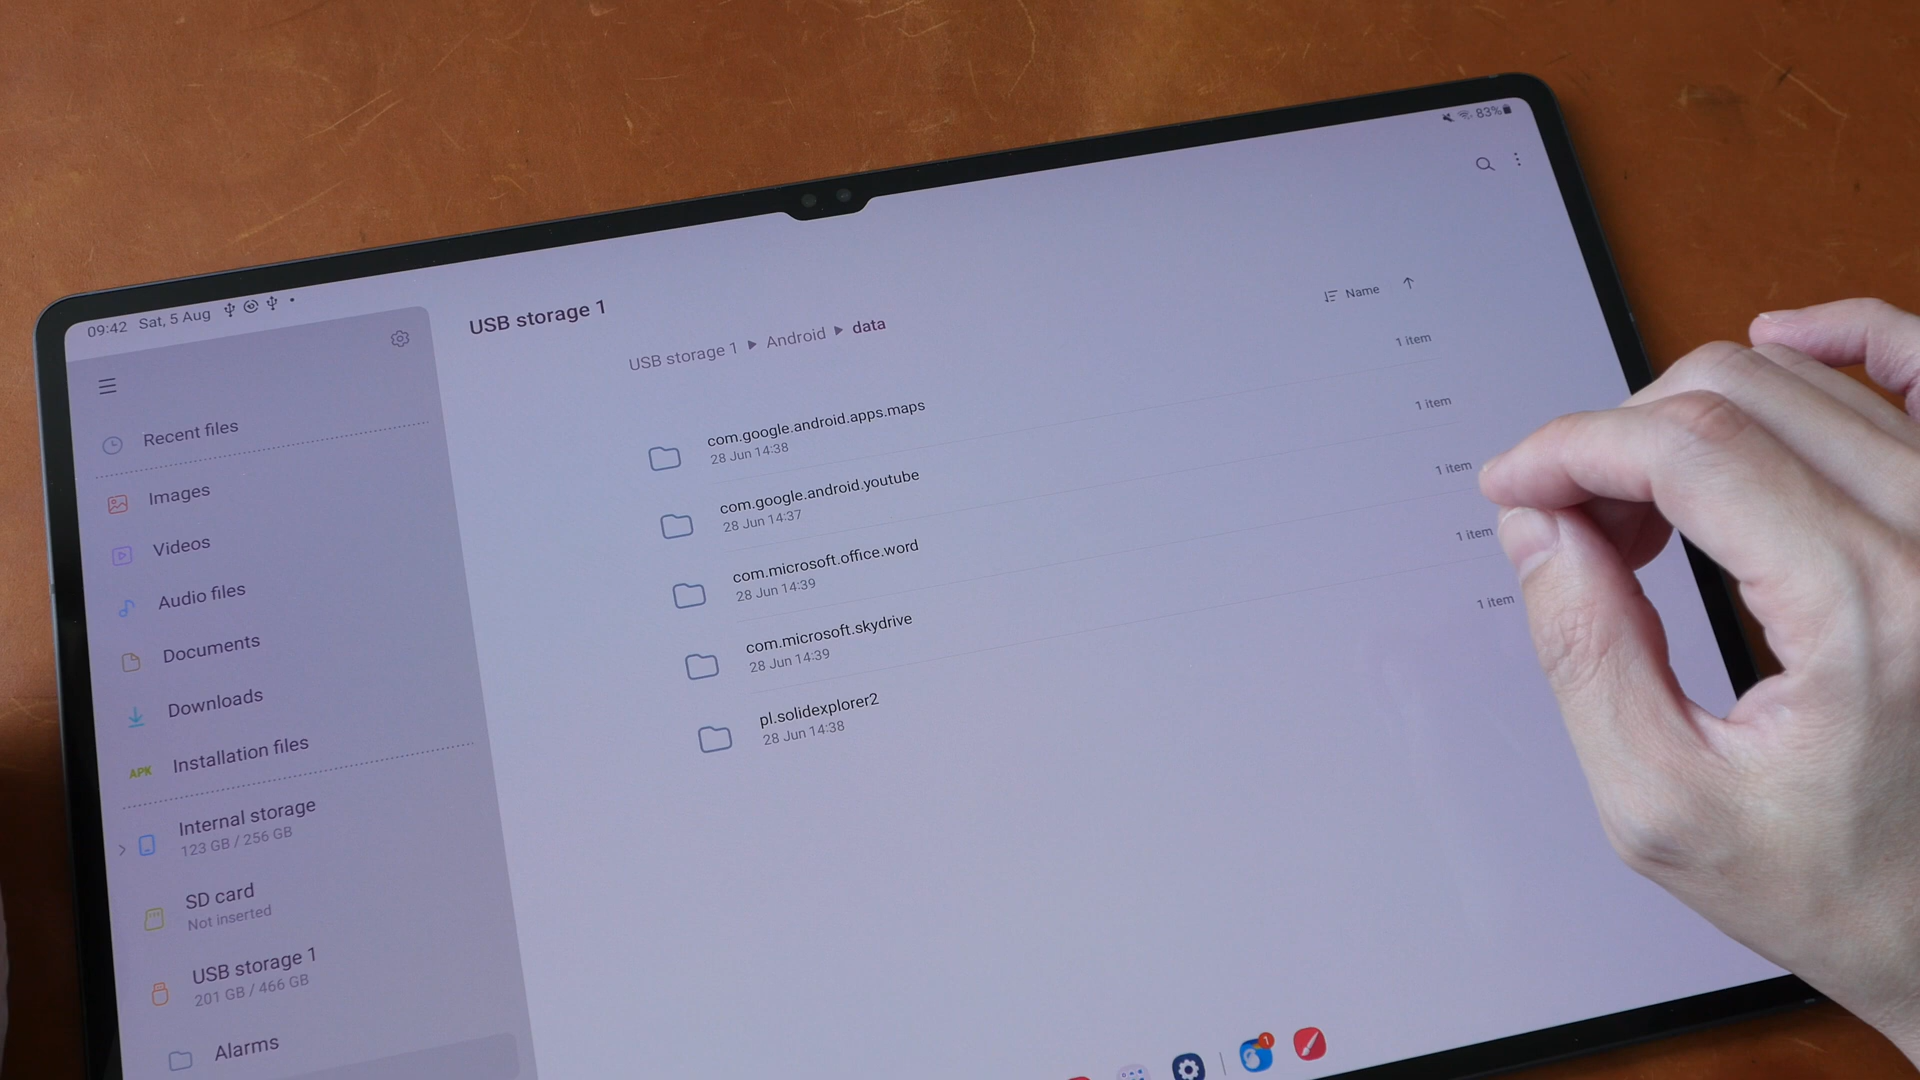 09:42 Sat, 5 Aug
83%
Recent files
Images
Videos
Audio files
Documents
Downloads
APK Installation files
Internal storage
123 GB / 256 GB
SD card
Not inserted
USB storage 1
201 GB / 466 GB
Alarms
USB storage 1
USB storage 1 ▶ Android ▶ data
Name ↑
com.google.android.apps.maps
28 Jun 14:38
1 item
com.google.android.youtube
28 Jun 14:37
1 item
com.microsoft.office.word
28 Jun 14:39
1 item
com.microsoft.skydrive
28 Jun 14:39
1 item
pl.solidexplorer2
28 Jun 14:38
1 item
1